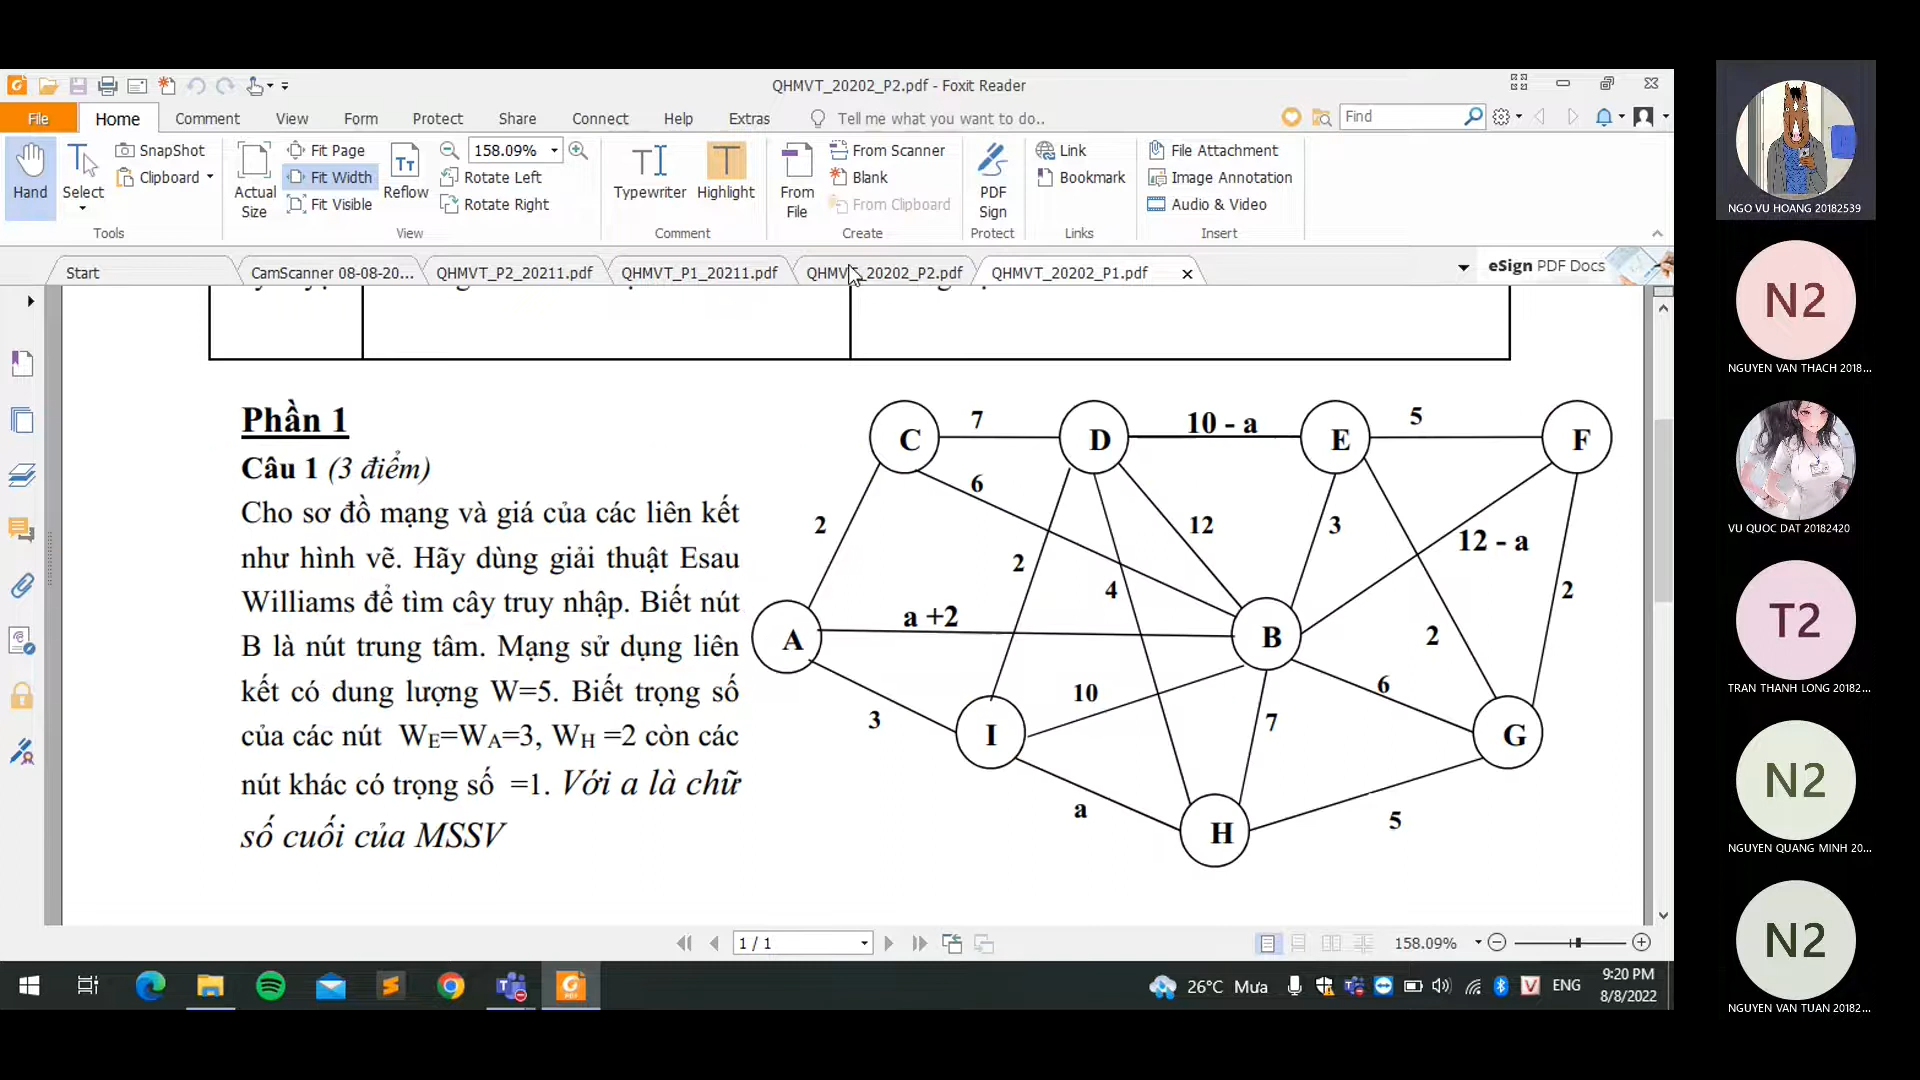 QHMVT_20202_P2.pdf - Foxit Reader
File Home Comment View Form Protect Share Connect Help Extras Tell me what you want to do.. Find
Hand
Select
SnapShot
Clipboard
Tools
Actual Size
Fit Page
Fit Width
Fit Visible
Reflow
158.09%
Rotate Left
Rotate Right
View
Typewriter
Highlight
Comment
From File
From Scanner
Blank
From Clipboard
Create
PDF Sign
Protect
Link
Bookmark
Links
File Attachment
Image Annotation
Audio & Video
Insert
Start
CamScanner 08-08-20...
QHMVT_P2_20211.pdf
QHMVT_P1_20211.pdf
QHMVT_20202_P2.pdf
QHMVT_20202_P1.pdf
eSign PDF Docs
Phần 1
Câu 1 (3 điểm)
Cho sơ đồ mạng và giá của các liên kết
như hình vẽ. Hãy dùng giải thuật Esau
Williams để tìm cây truy nhập. Biết nút
B là nút trung tâm. Mạng sử dụng liên
kết có dung lượng W=5. Biết trọng số
của các nút WE=WA=3, WH =2 còn các
nút khác có trọng số =1. Với a là chữ
số cuối của MSSV
C 7 D 10 - a E 5 F
6
2 12 3 12 - a
2 4 2
a +2
A B 2
10 6
3 I 7 G
a H 5
1 / 1
158.09%
26°C Mưa
ENG
9:20 PM
8/8/2022
NGO VU HOANG 20182539
N2
NGUYEN VAN THACH 2018...
VU QUOC DAT 20182420
T2
TRAN THANH LONG 20182...
N2
NGUYEN QUANG MINH 20...
N2
NGUYEN VAN TUAN 20182...